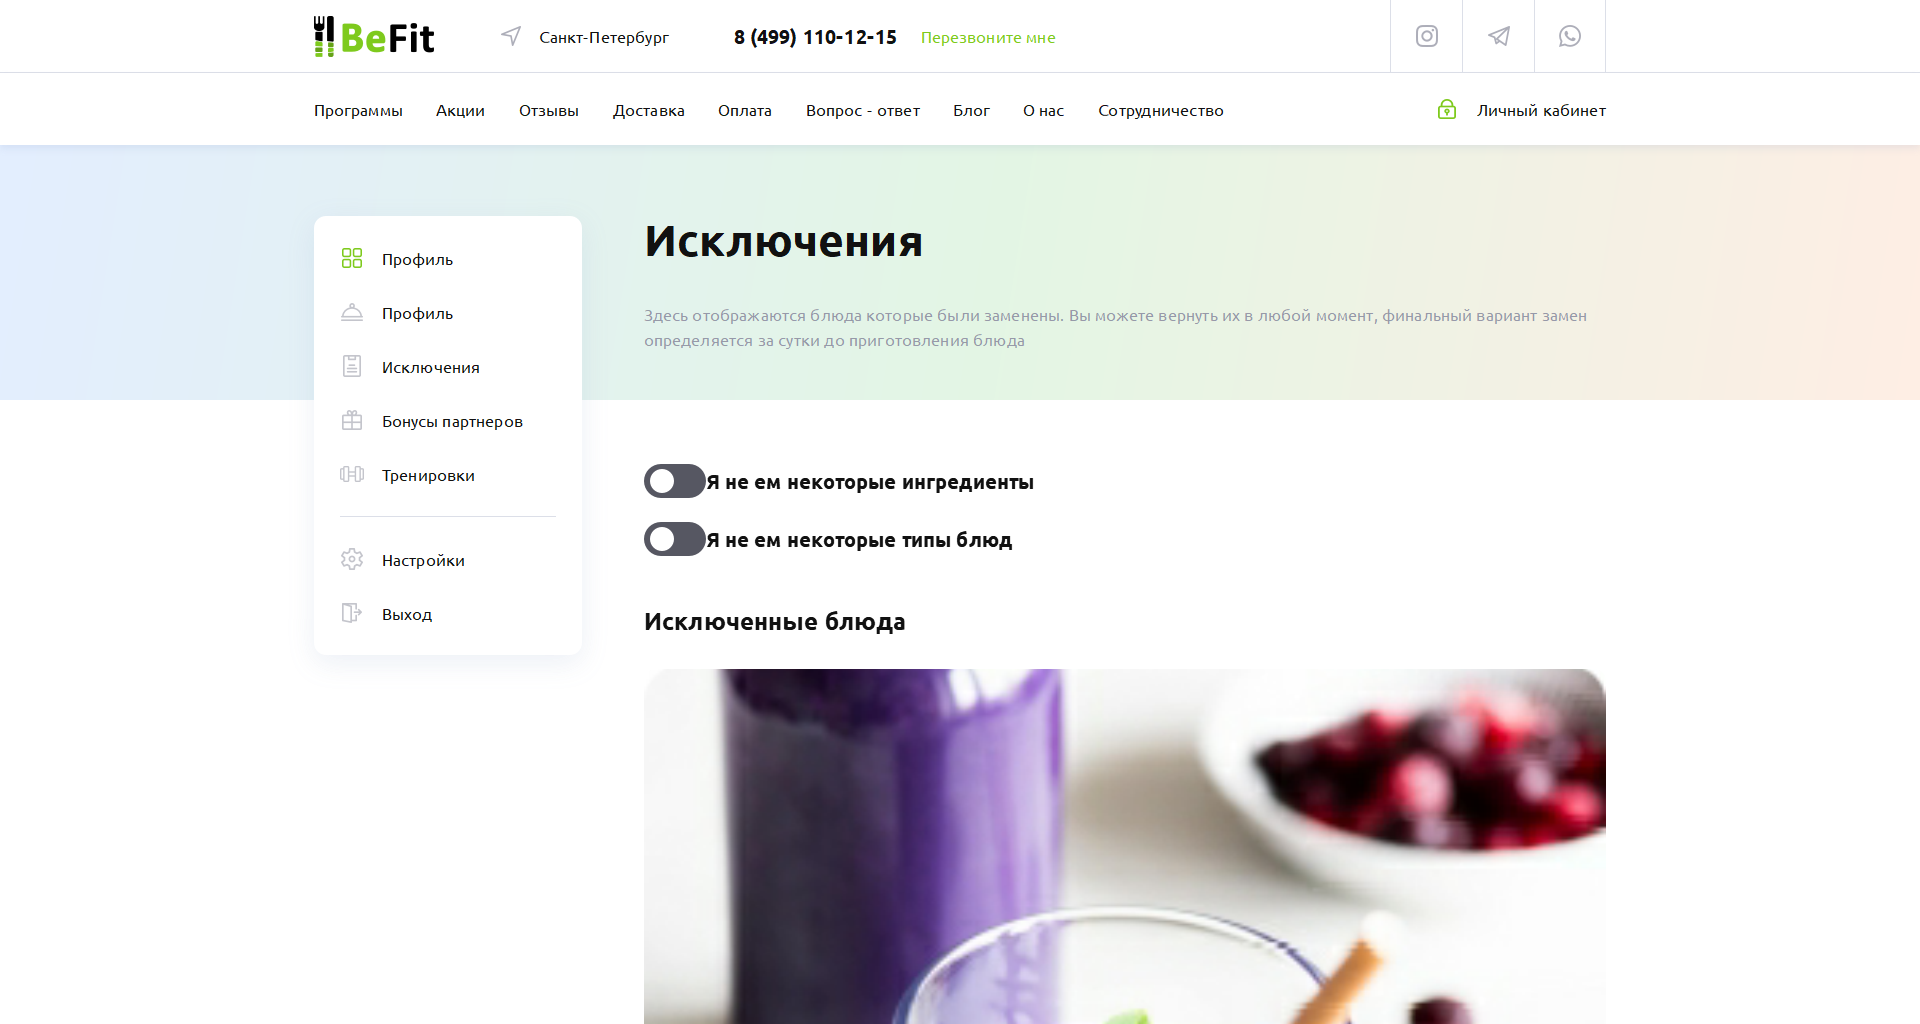 BeFit
Санкт-Петербург
8 (499) 110-12-15
Перезвоните мне
Программы
Акции
Отзывы
Доставка
Оплата
Вопрос - ответ
Блог
О нас
Сотрудничество
Личный кабинет
Профиль
Профиль
Исключения
Бонусы партнеров
Тренировки
Настройки
Выход
Исключения
Здесь отображаются блюда которые были заменены. Вы можете вернуть их в любой момент, финальный вариант замен
определяется за сутки до приготовления блюда
Я не ем некоторые ингредиенты
Я не ем некоторые типы блюд
Исключенные блюда